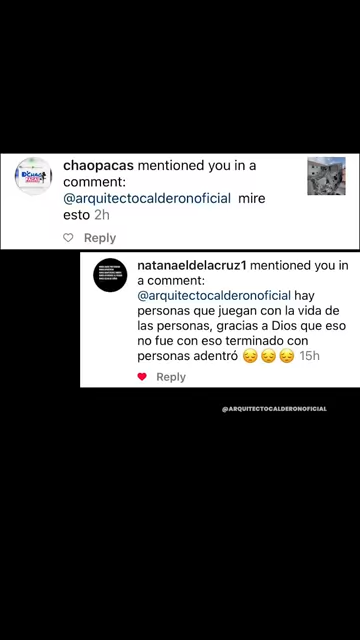 chaopacas mentioned you in a
comment:
@arquitectocalderonoficial mire
esto 2h
Reply
natanaeldelacruz1 mentioned you in
a comment:
@arquitectocalderonoficial hay
personas que juegan con la vida de
las personas, gracias a Dios que eso
no fue con eso terminado con
personas adentró 😔😔😔 15h
Reply
@ARQUITECTOCALDERONOFICIAL